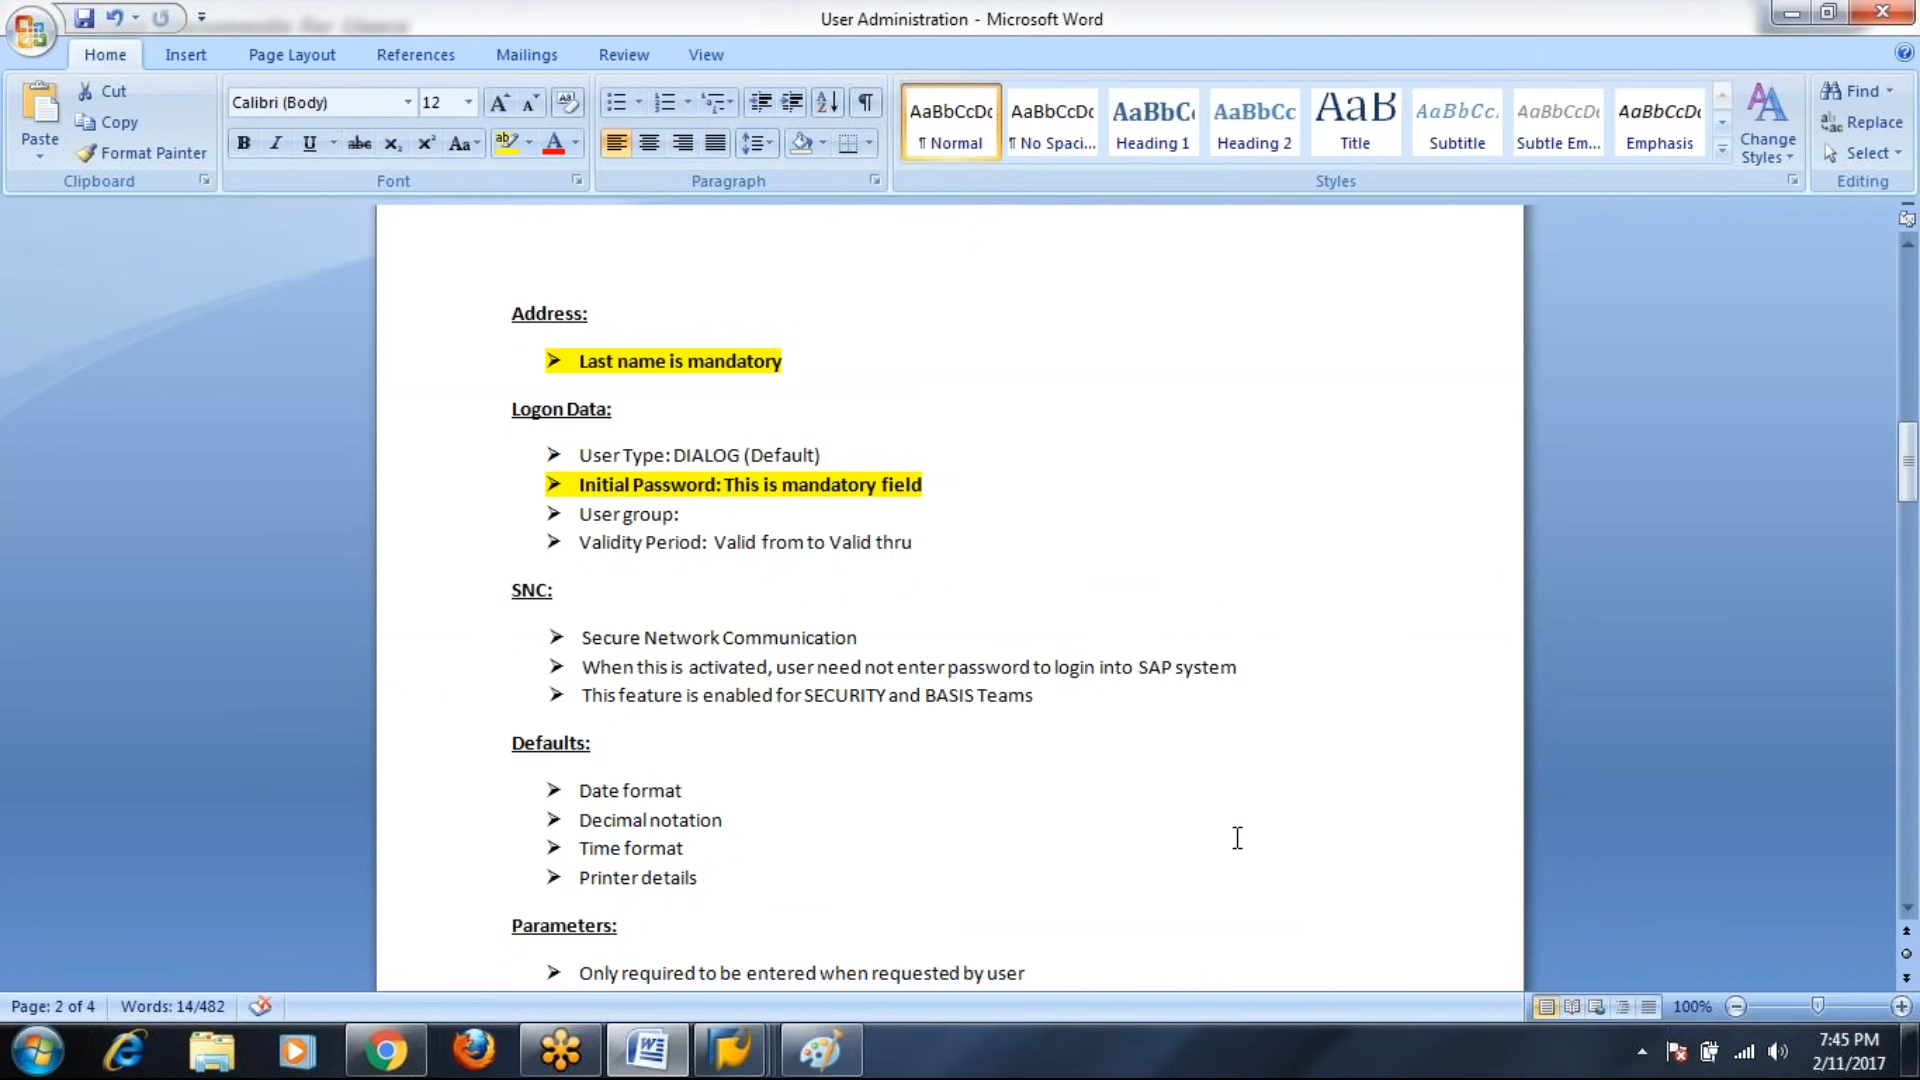 User Administration - Microsoft Word
Home Insert Page Layout References Mailings Review View
Paste
Cut
Copy
Format Painter
Clipboard
Calibri (Body) 12
Font
Paragraph
AaBbCcDc AaBbCcDc AaBbC AaBbCc AaB AaBbCc. AaBbCcDc AaBbCcDc
¶ Normal ¶ No Spaci... Heading 1 Heading 2 Title Subtitle Subtle Em... Emphasis
Change Styles
Styles
Find
Replace
Select
Editing
Address:
Last name is mandatory
Logon Data:
User Type: DIALOG (Default)
Initial Password: This is mandatory field
User group:
Validity Period: Valid from to Valid thru
SNC:
Secure Network Communication
When this is activated, user need not enter password to login into SAP system
This feature is enabled for SECURITY and BASIS Teams
Defaults:
Date format
Decimal notation
Time format
Printer details
Parameters:
Only required to be entered when requested by user
Page: 2 of 4 Words: 14/482 100%
7:45 PM
2/11/2017